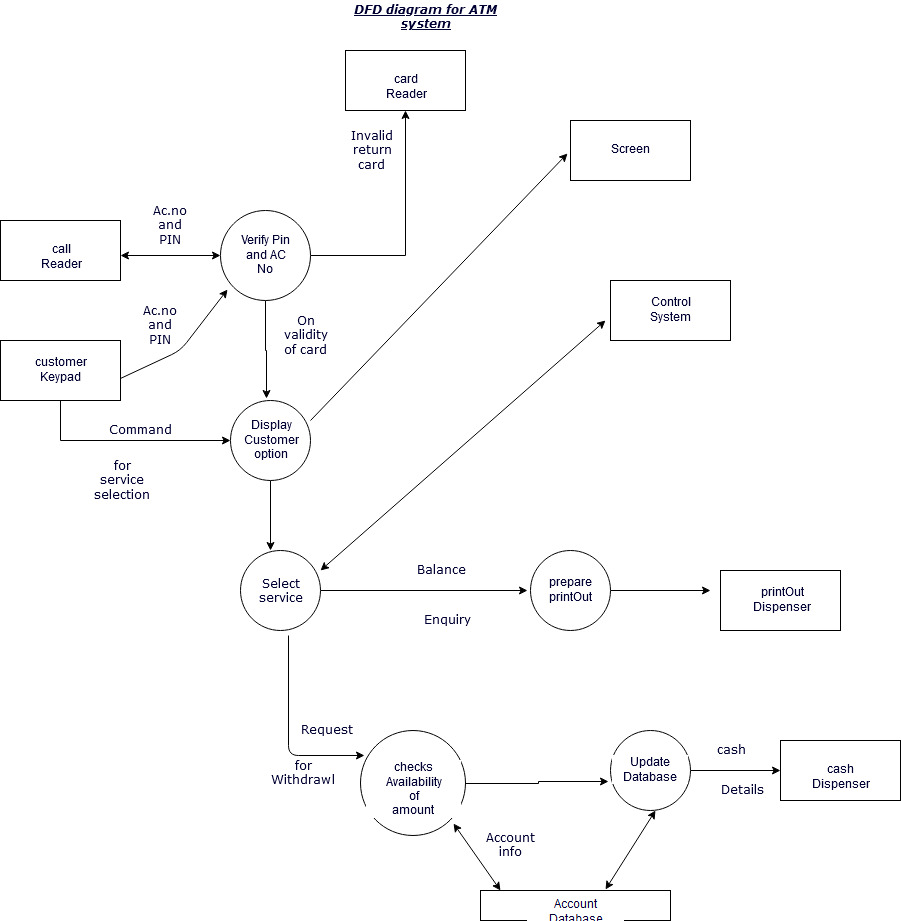 DFD diagram for ATM
system
card
Reader
Invalid
return
card
Screen
Ac.no
and
PIN
Verify Pin
and AC
No
call
Reader
Control
System
Ac.no
and
PIN
On
validity
of card
customer
Keypad
Command
for
service
selection
Display
Customer
option
Select
service
Balance
Enquiry
prepare
printOut
printOut
Dispenser
Request
for
Withdrawl
checks
Availability
of
amount
Update
Database
cash
Details
cash
Dispenser
Account
info
Account
Database